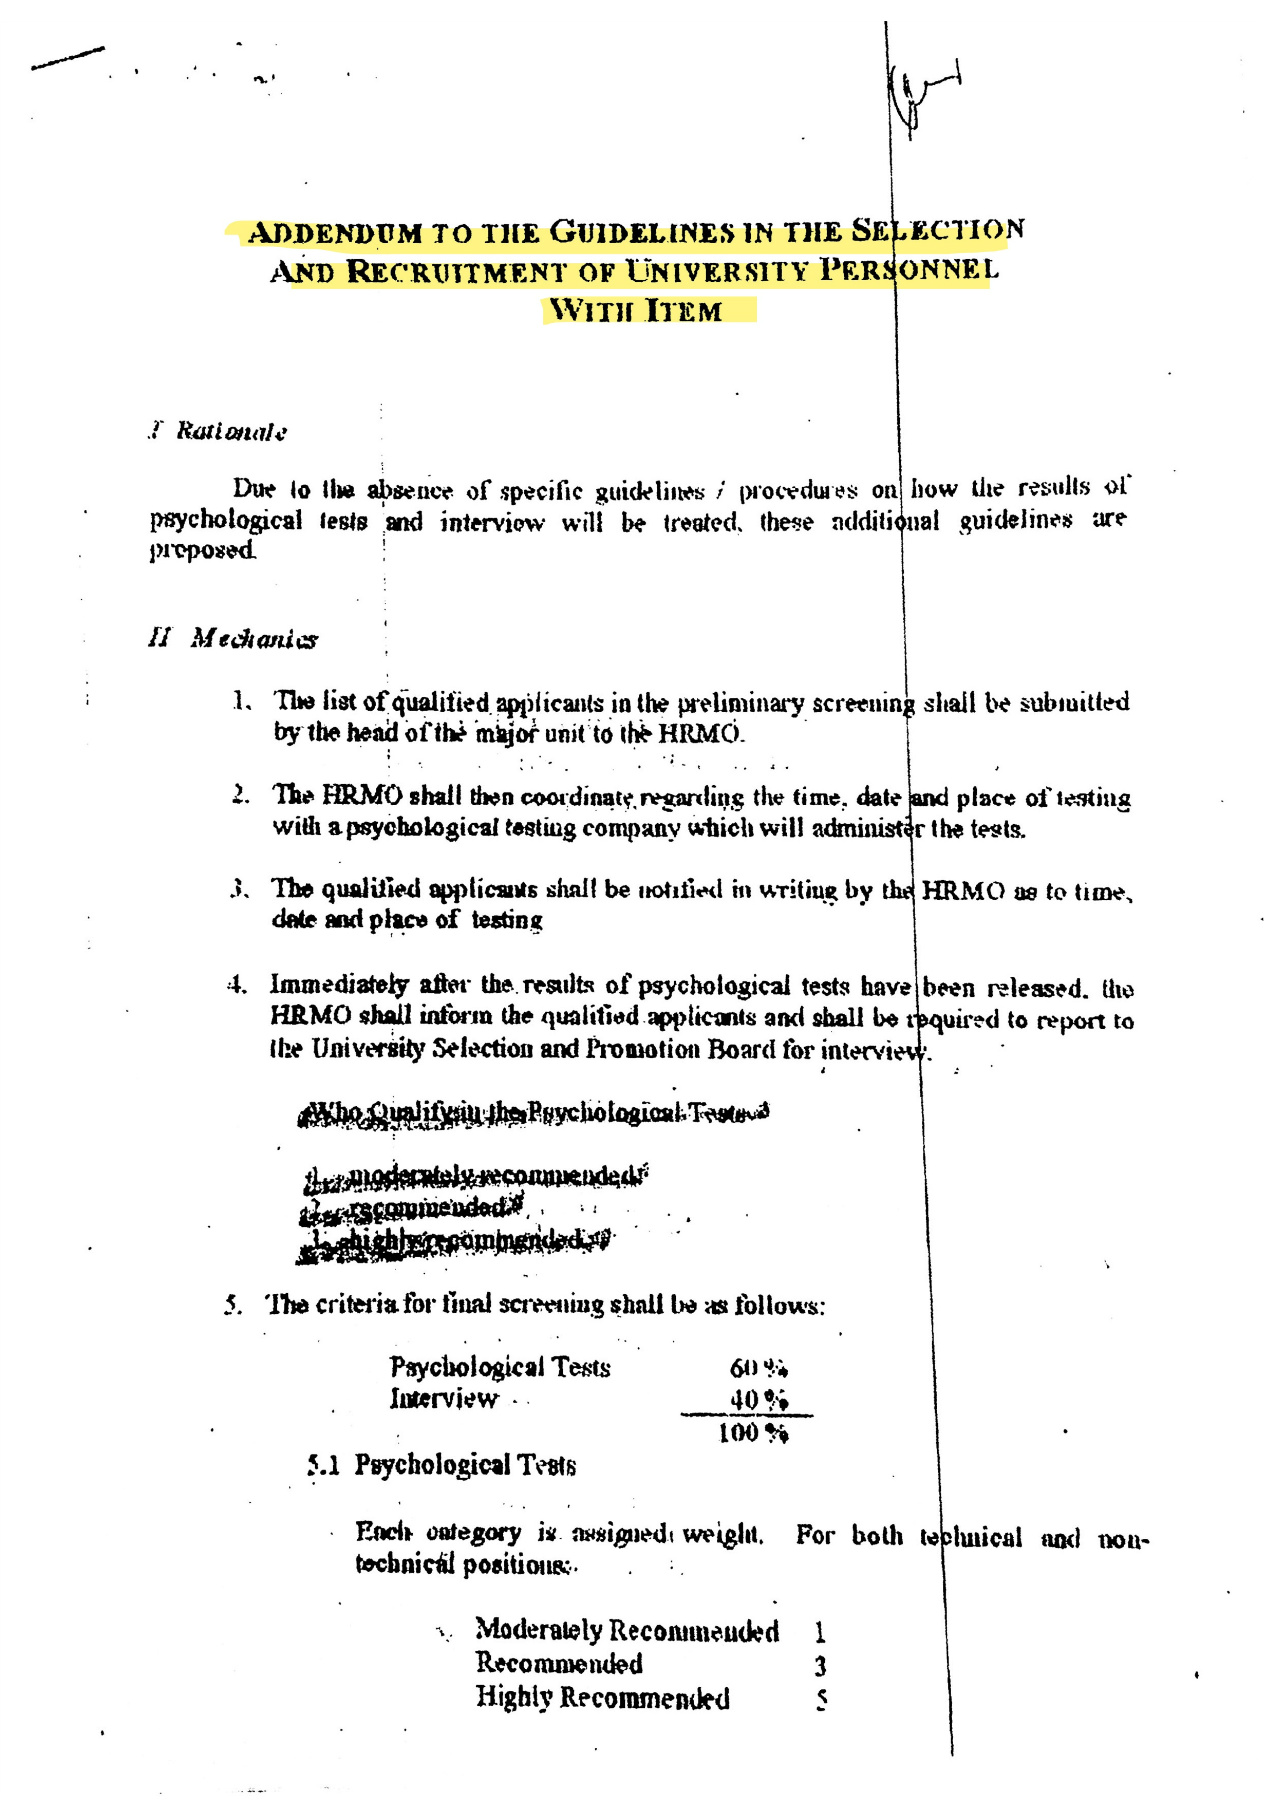 ADDENDUM TO THE GUIDELINES IN THE SELECTION
AND RECRUITMENT OF UNIVERSITY PERSONNEL
WITH ITEM
I Rationale
Due to the absence of specific guidelines / procedures on how the results of
psychological tests and interview will be treated, these additional guidelines are
proposed.
II Mechanics
1. The list of qualified applicants in the preliminary screening shall be submitted
by the head of the major unit to the HRMO.
2. The HRMO shall then coordinate regarding the time, date and place of testing
with a psychological testing company which will administer the tests.
3. The qualified applicants shall be notified in writing by the HRMO as to time,
date and place of testing
4. Immediately after the results of psychological tests have been released, the
HRMO shall inform the qualified applicants and shall be required to report to
the University Selection and Promotion Board for interview.
Who Qualify in the Psychological Tests
moderately recommended
recommended
highly recommended
5. The criteria for final screening shall be as follows:
Psychological Tests 60 %
Interview 40 %
100 %
5.1 Psychological Tests
Each category is assigned weight. For both technical and non-
technical positions:
Moderately Recommended 1
Recommended 3
Highly Recommended 5